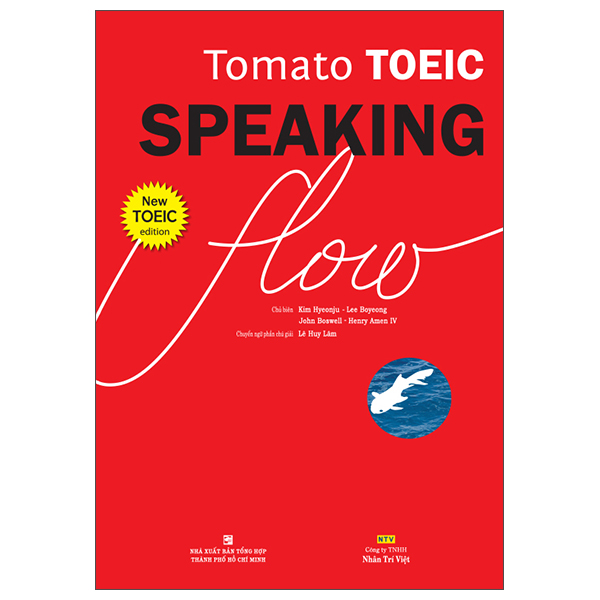 Tomato TOEIC
SPEAKING
flow
New
TOEIC
edition
Chủ biên Kim Hyeonju - Lee Boyeong
John Boswell - Henry Amen IV
Chuyển ngữ phần chú giải Lê Huy Lâm
NHÀ XUẤT BẢN TỔNG HỢP
THÀNH PHỐ HỒ CHÍ MINH
NTV
Công ty TNHH
Nhân Trí Việt